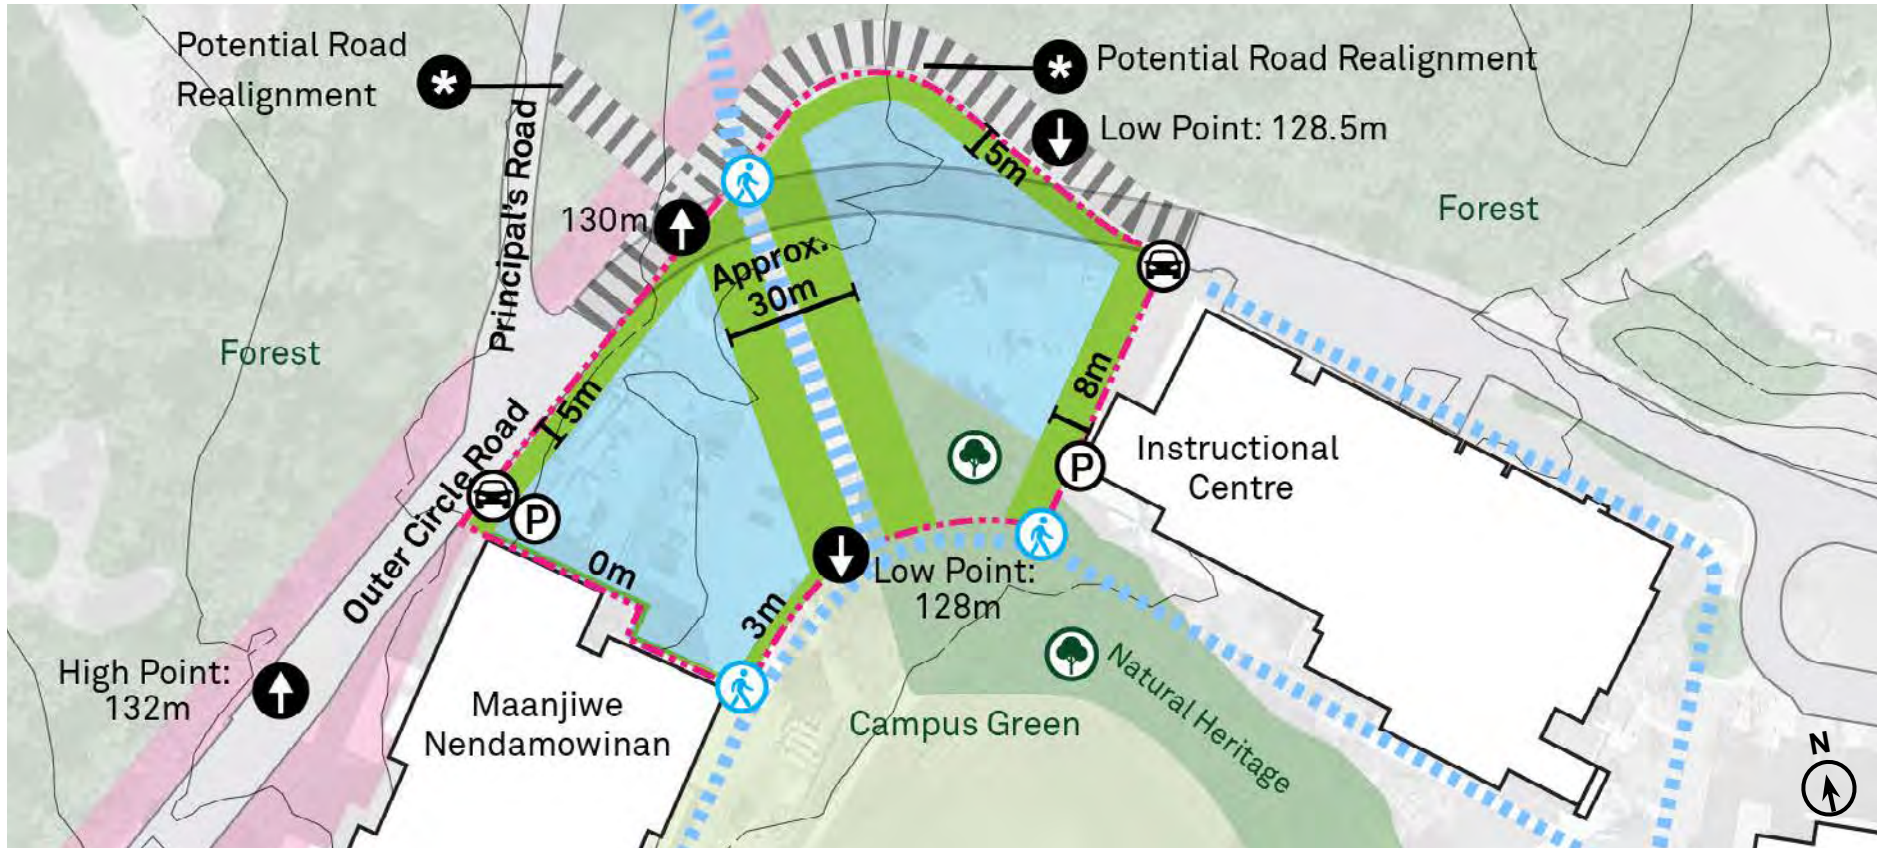 Potential Road
Realignment
*
*
Potential Road Realignment
Low Point: 128.5m
Principal's Road
5m
Forest
130m
Approx.
30m
Forest
8m
5m
Outer Circle Road
P
P
Instructional
Centre
0m
3m
Low Point:
128m
High Point:
132m
Maanjiwe
Nendamowinan
Campus Green
Natural Heritage
N